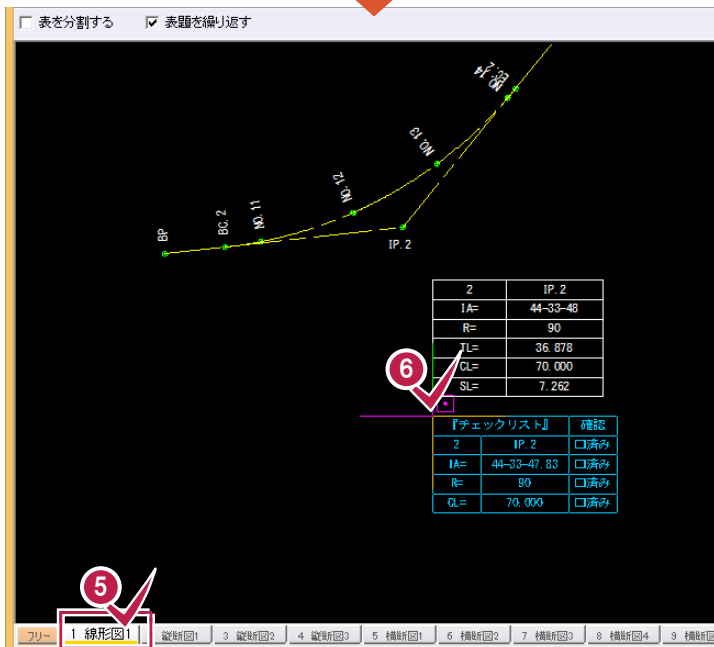 表を分割する 表題を繰り返す
EC. 2
NO. 14
NO. 13
NO. 12
NO. 11
BC. 2
BP
IP. 2
2 IP. 2
IA= 44-33-48
R= 90
TL= 36. 878
CL= 70. 000
SL= 7. 262
6
『チェックリスト』 確認
2 IP. 2 口済み
IA= 44-33-47. 83 口済み
R= 90 口済み
CL= 70. 000 口済み
5
フリー 1 線形図1 縦断図1 3 縦断図2 4 縦断図3 5 横断図1 6 横断図2 7 横断図3 8 横断図4 9 横断図